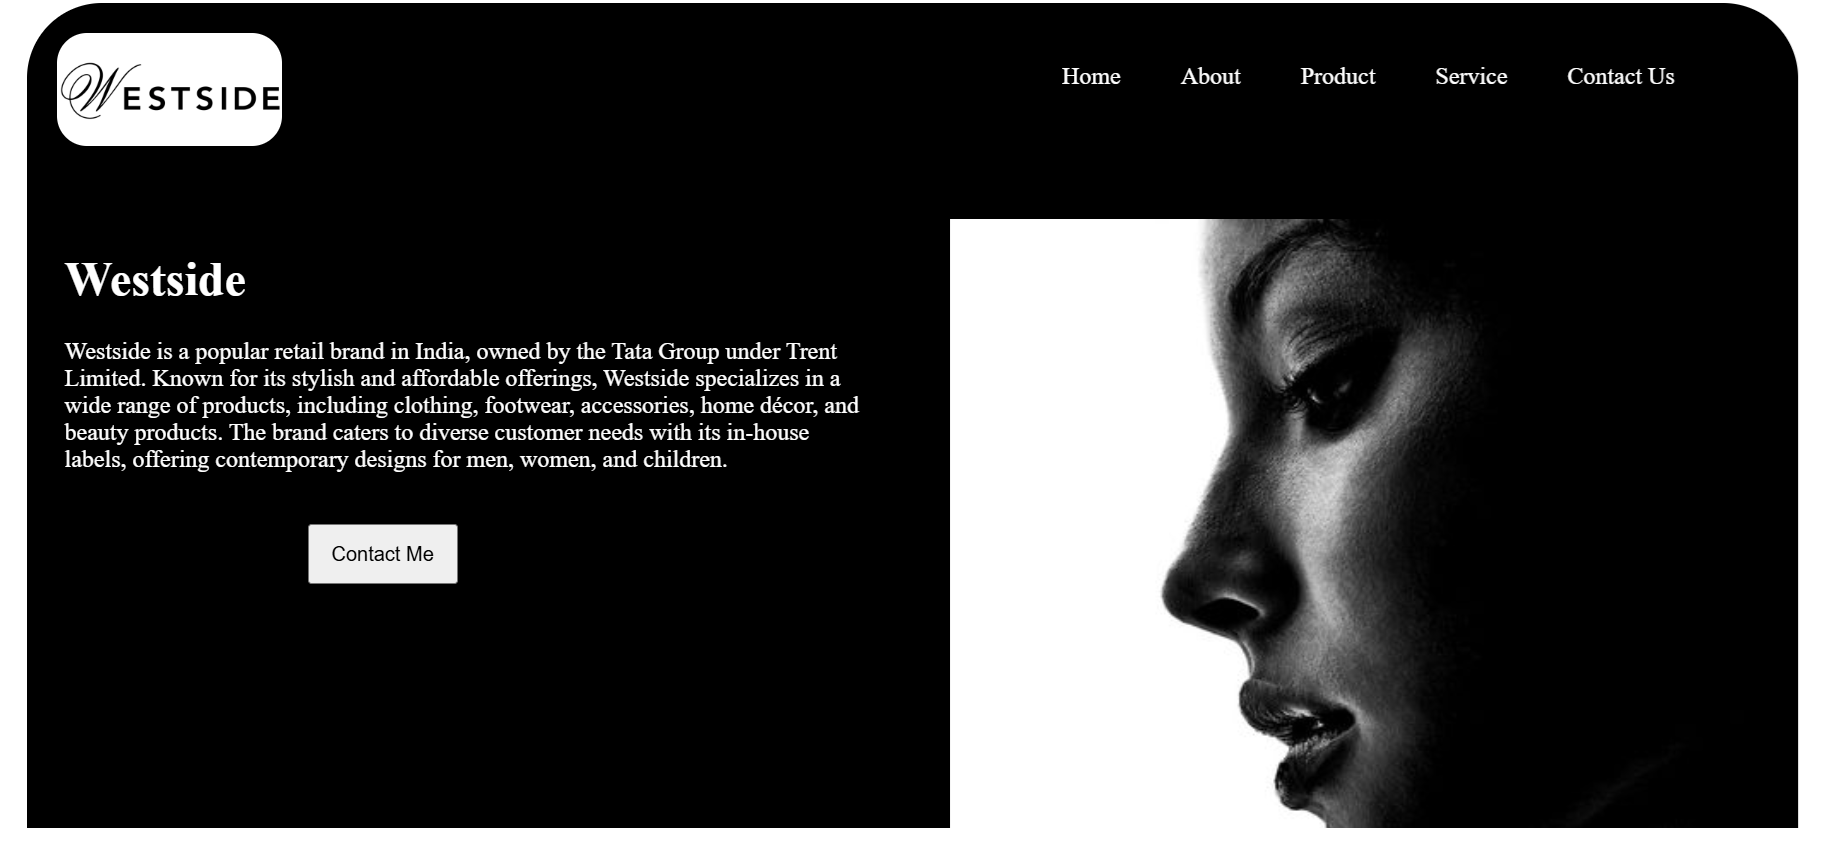 WESTSIDE
Home About Product Service Contact Us
Westside
Westside is a popular retail brand in India, owned by the Tata Group under Trent
Limited. Known for its stylish and affordable offerings, Westside specializes in a
wide range of products, including clothing, footwear, accessories, home décor, and
beauty products. The brand caters to diverse customer needs with its in-house
labels, offering contemporary designs for men, women, and children.
Contact Me